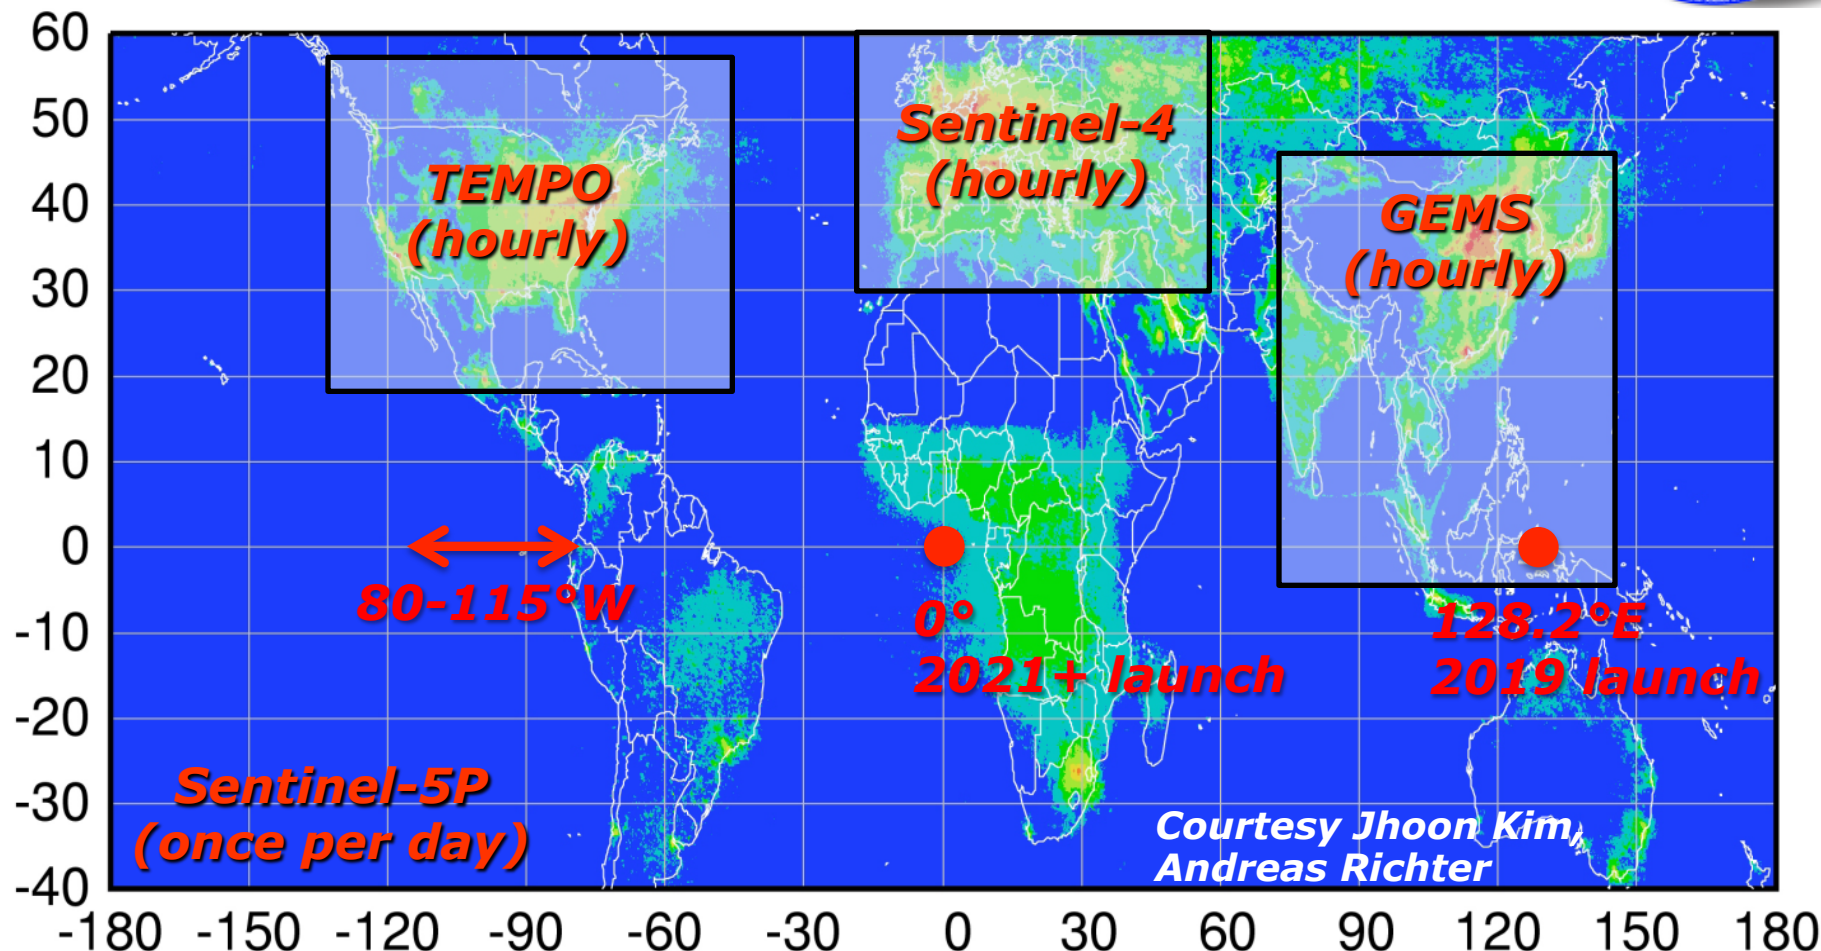 60
50
40
30
20
10
0
-10
-20
-30
-40
-180 -150 -120 -90 -60 -30 0 30 60 90 120 150 180
TEMPO
(hourly)
Sentinel-4
(hourly)
GEMS
(hourly)
80-115°W
0°
2021+ launch
128.2°E
2019 launch
Sentinel-5P
(once per day)
Courtesy Jhoon Kim,
Andreas Richter